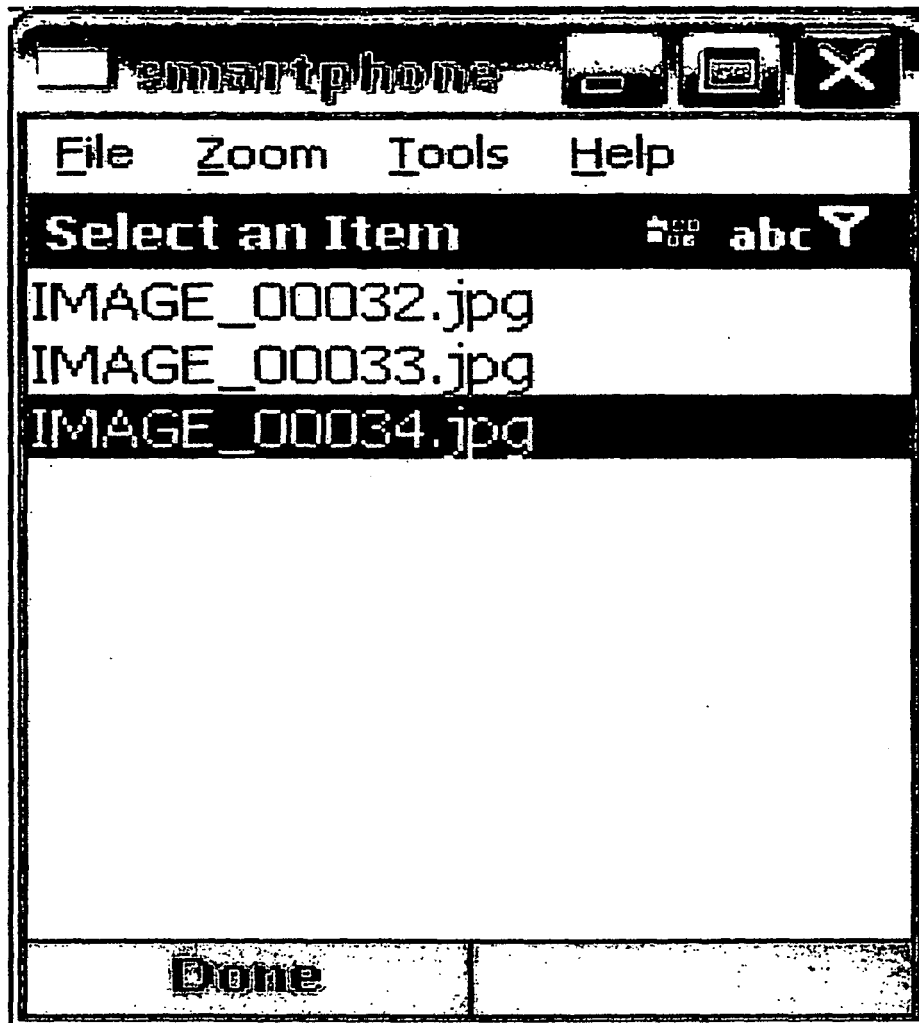 smartphone
File Zoom Tools Help
Select an Item abc
IMAGE_00032.jpg
IMAGE_00033.jpg
IMAGE_00034.jpg
Done